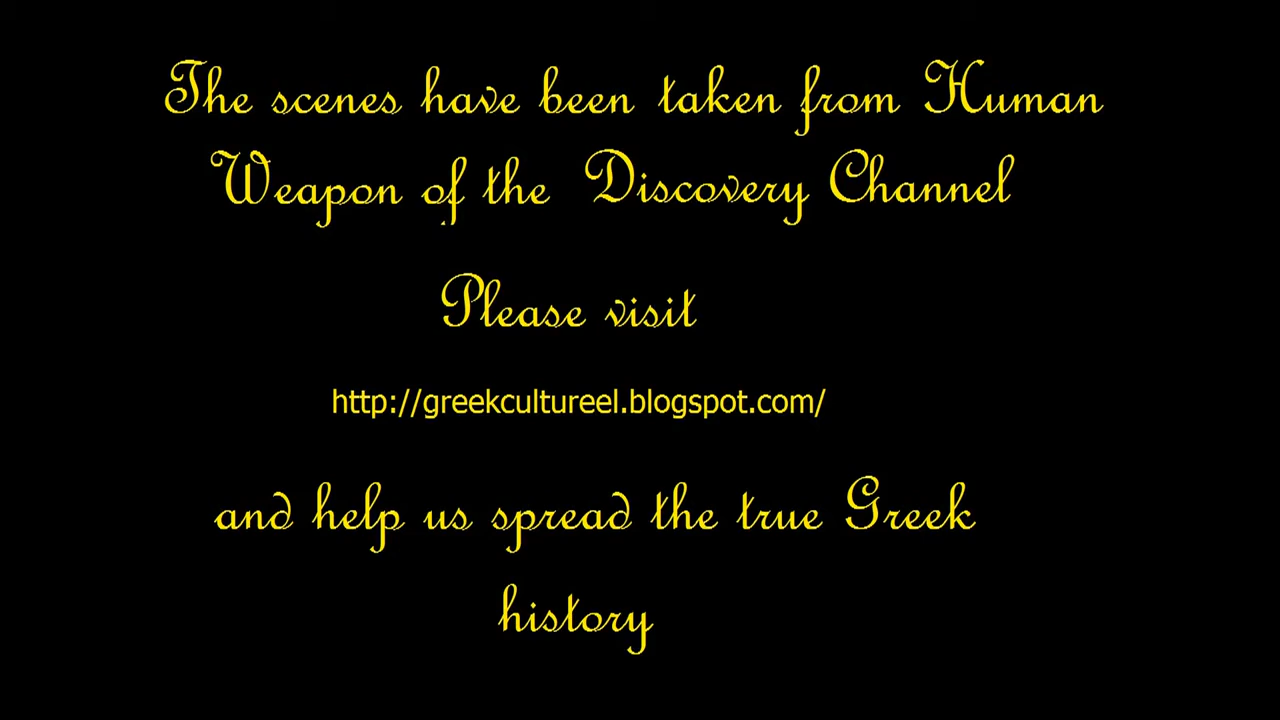 The scenes have been taken from Human
Weapon of the Discovery Channel
Please visit
http://greekcultureel.blogspot.com/
and help us spread the true Greek
history